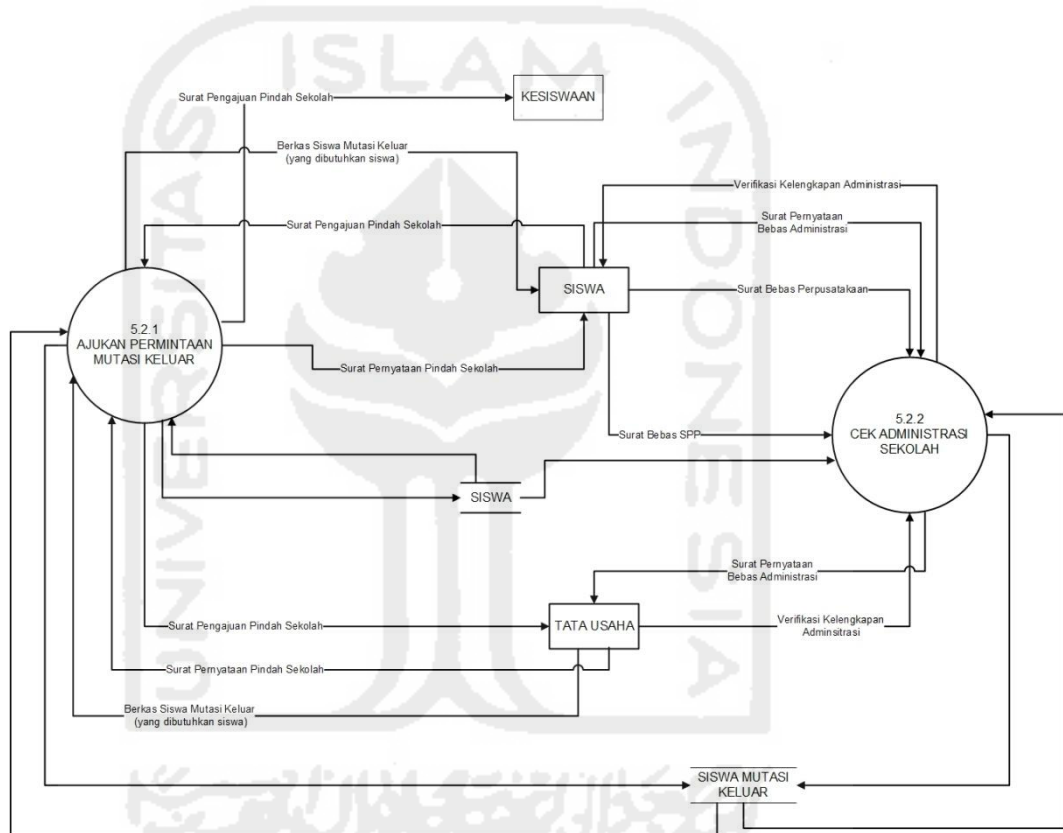 ISLAM
UNIVERSITAS
INDONESIA
Surat Pengajuan Pindah Sekolah
KESISWAAN
Berkas Siswa Mutasi Keluar
(yang dibutuhkan siswa)
Verifikasi Kelengkapan Administrasi
Surat Pengajuan Pindah Sekolah
Surat Pernyataan
Bebas Administrasi
SISWA
Surat Bebas Perpusatakaan
5.2.1
AJUKAN PERMINTAAN
MUTASI KELUAR
Surat Pernyataan Pindah Sekolah
5.2.2
CEK ADMINISTRASI
SEKOLAH
Surat Bebas SPP
SISWA
Surat Pernyataan
Bebas Administrasi
Surat Pengajuan Pindah Sekolah
TATA USAHA
Verifikasi Kelengkapan
Adminsitrasi
Surat Pernyataan Pindah Sekolah
Berkas Siswa Mutasi Keluar
(yang dibutuhkan siswa)
SISWA MUTASI
KELUAR